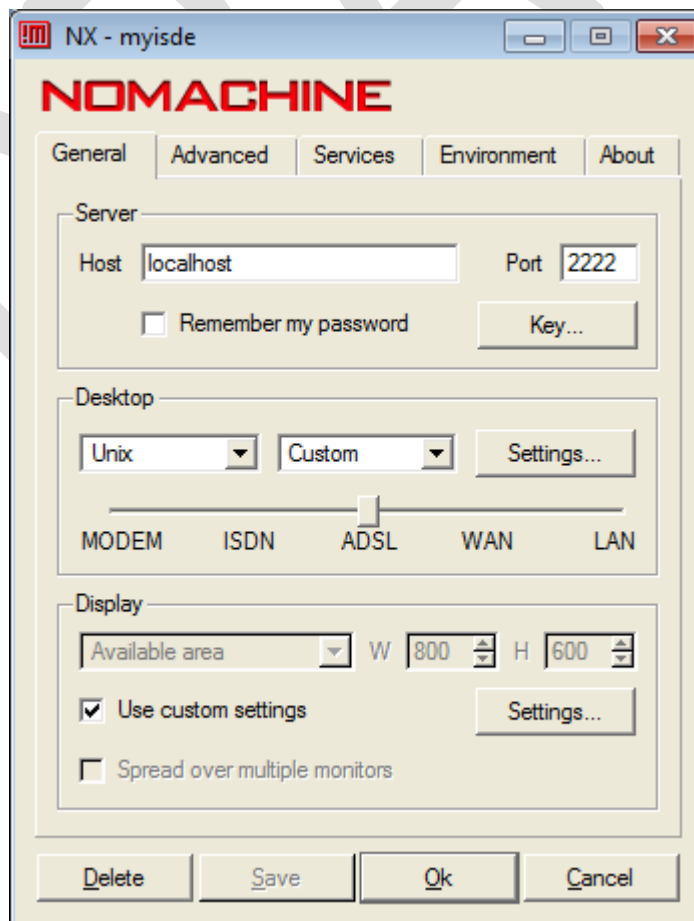 NX - myisde
NOMACHINE
General Advanced Services Environment About
Server
Host localhost Port 2222
Remember my password Key...
Desktop
Unix Custom Settings...
MODEM ISDN ADSL WAN LAN
Display
Available area W 800 H 600
Use custom settings Settings...
Spread over multiple monitors
Delete Save Ok Cancel